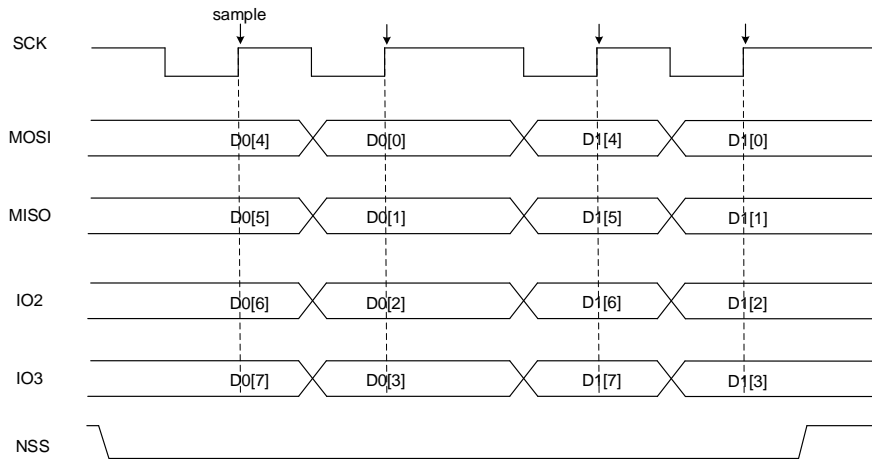 sample
SCK
MOSI D0[4] D0[0] D1[4] D1[0]
MISO D0[5] D0[1] D1[5] D1[1]
IO2 D0[6] D0[2] D1[6] D1[2]
IO3 D0[7] D0[3] D1[7] D1[3]
NSS